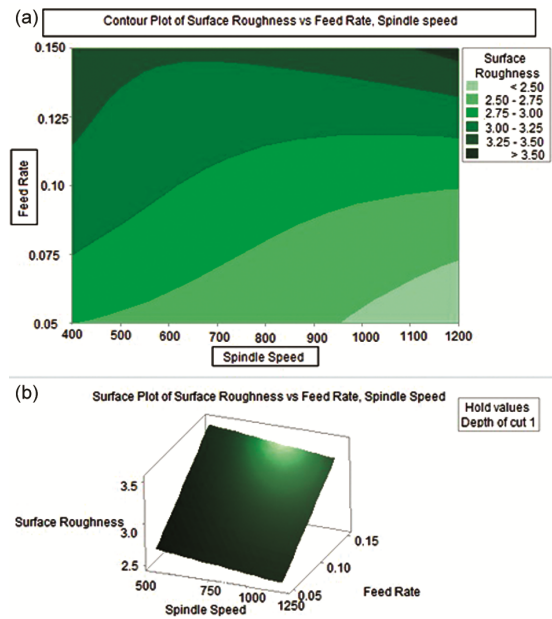 (a)
Contour Plot of Surface Roughness vs Feed Rate, Spindle speed
0.150
0.125
0.10
0.075
0.05
Feed Rate
400 500 600 700 800 900 1000 1100 1200
Spindle Speed
Surface
Roughness
< 2.50
2.50 - 2.75
2.75 - 3.00
3.00 - 3.25
3.25 - 3.50
> 3.50
(b)
Surface Plot of Surface Roughness vs Feed Rate, Spindle Speed
Hold values
Depth of cut 1
3.5
3.0
2.5
Surface Roughness
500 750 1000 1250
Spindle Speed
0.05
0.10
0.15
Feed Rate